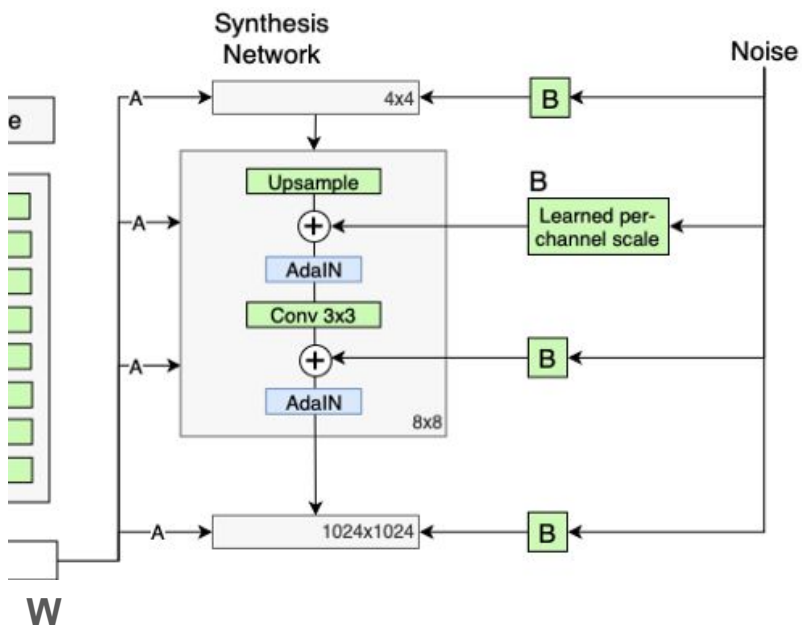 Synthesis
Network
Noise
A
4x4
B
e
Upsample
B
A
+
Learned per-
channel scale
AdaIN
Conv 3x3
A
+
B
AdaIN
8x8
A
1024x1024
B
W